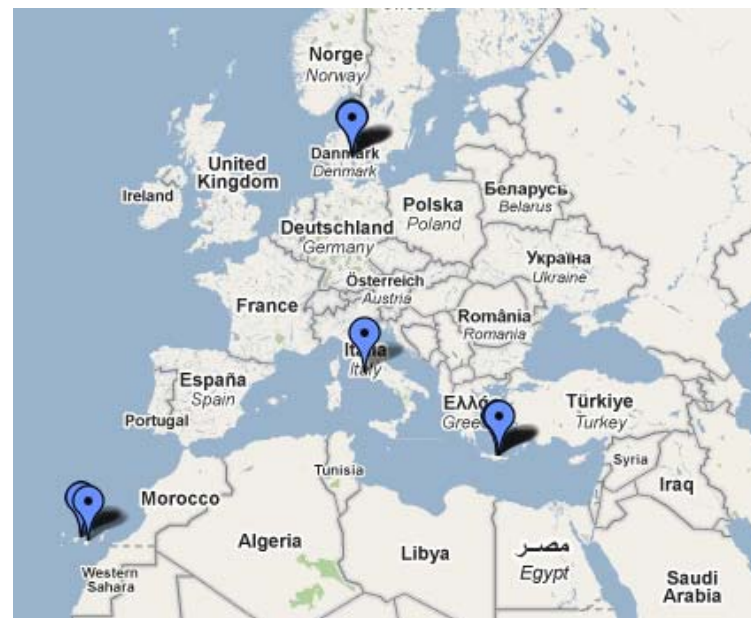 Norge
Norway
Danmark
Denmark
United
Kingdom
Ireland
Беларусь
Belarus
Polska
Poland
Deutschland
Germany
Україна
Ukraine
Österreich
Austria
France
România
Romania
Italia
Italy
España
Spain
Portugal
Ελλά
Greec
Türkiye
Turkey
Tunisia
Syria
Iraq
Morocco
Algeria
Libya
مصر
Egypt
Western
Sahara
Saudi
Arabia